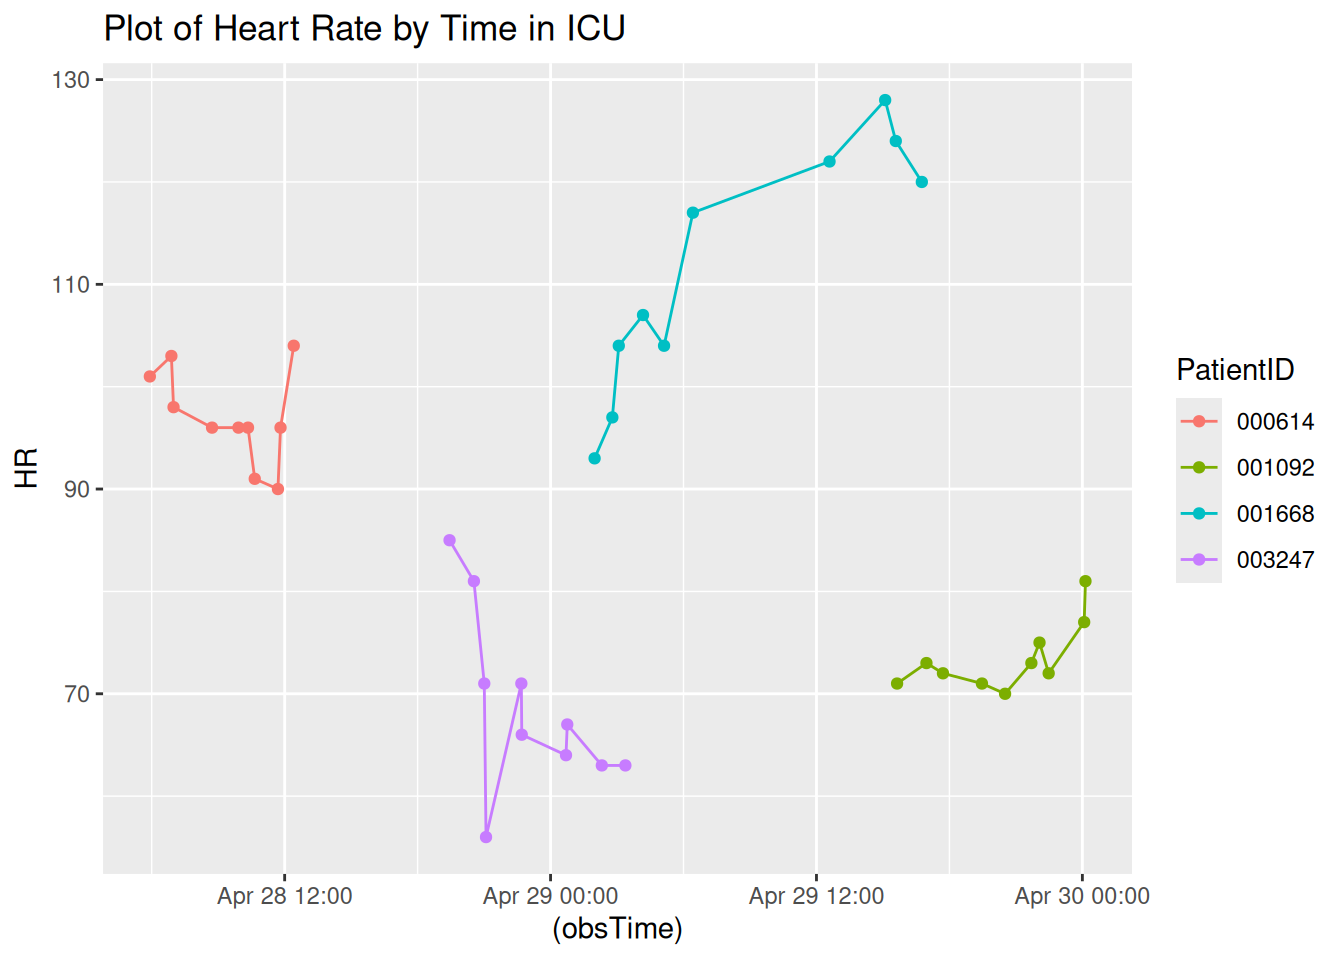 Plot of Heart Rate by Time in ICU
130
110
90
70
HR
Apr 28 12:00
Apr 29 00:00
Apr 29 12:00
Apr 30 00:00
(obsTime)
PatientID
000614
001092
001668
003247